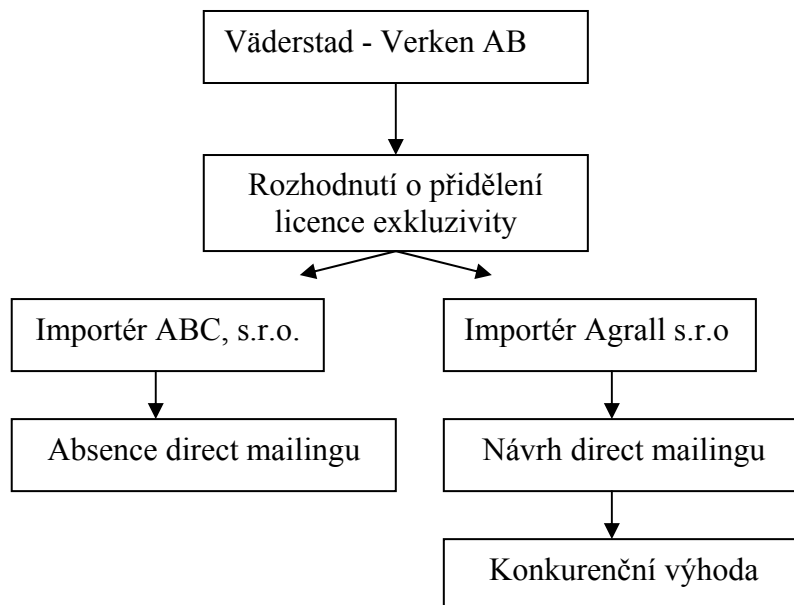 Väderstad - Verken AB
Rozhodnutí o přidělení
licence exkluzivity
Importér ABC, s.r.o.
Importér Agrall s.r.o
Absence direct mailingu
Návrh direct mailingu
Konkurenční výhoda